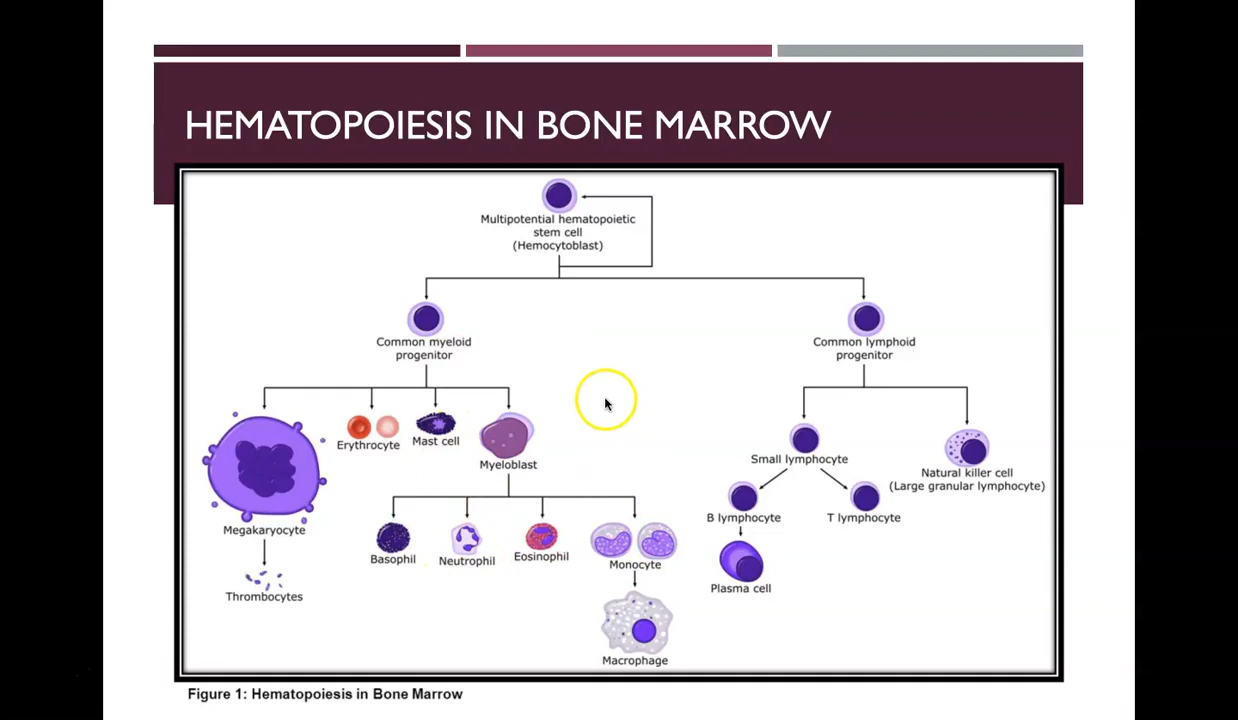 HEMATOPOIESIS IN BONE MARROW
Multipotential hematopoietic
stem cell
(Hemocytoblast)
Common myeloid
progenitor
Common lymphoid
progenitor
Megakaryocyte
Thrombocytes
Erythrocyte
Mast cell
Myeloblast
Basophil
Neutrophil
Eosinophil
Monocyte
Macrophage
Small lymphocyte
Natural killer cell
(Large granular lymphocyte)
B lymphocyte
T lymphocyte
Plasma cell
Figure 1: Hematopoiesis in Bone Marrow